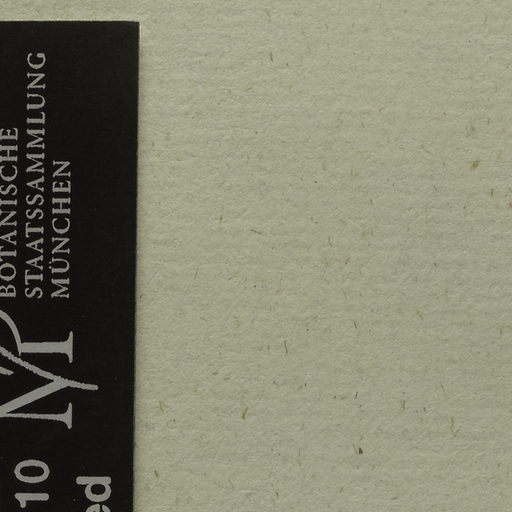 BOTANISCHE
STAATSSAMMLUNG
MÜNCHEN
10
ed